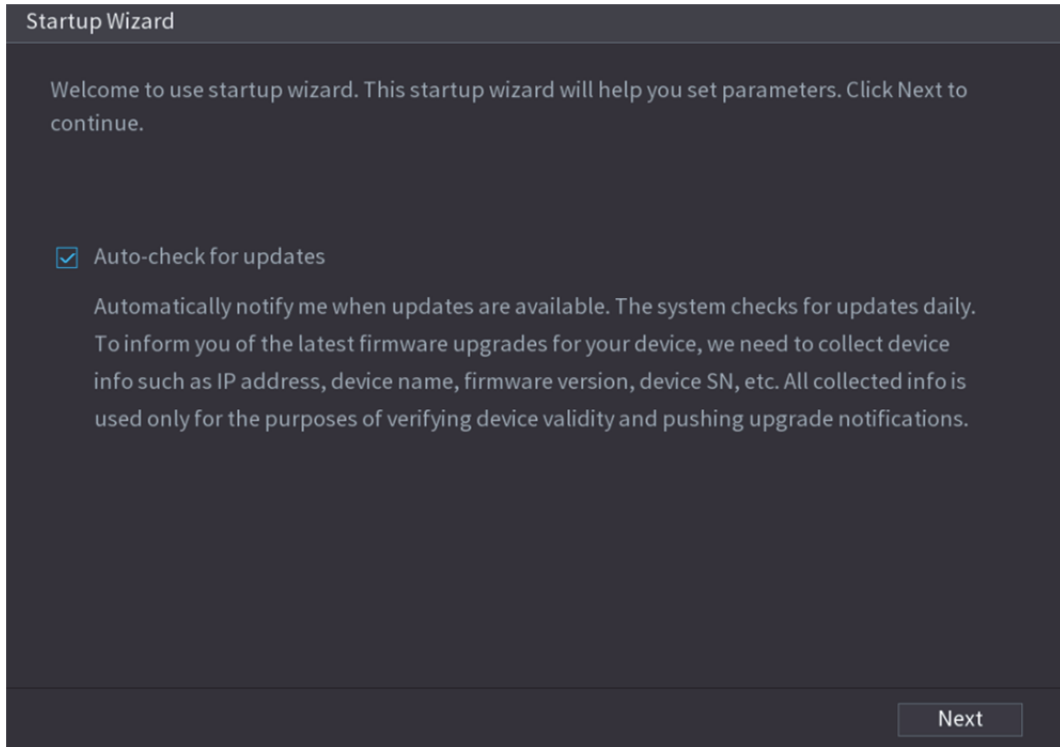 Startup Wizard
Welcome to use startup wizard. This startup wizard will help you set parameters. Click Next to
continue.
Auto-check for updates
Automatically notify me when updates are available. The system checks for updates daily.
To inform you of the latest firmware upgrades for your device, we need to collect device
info such as IP address, device name, firmware version, device SN, etc. All collected info is
used only for the purposes of verifying device validity and pushing upgrade notifications.
Next